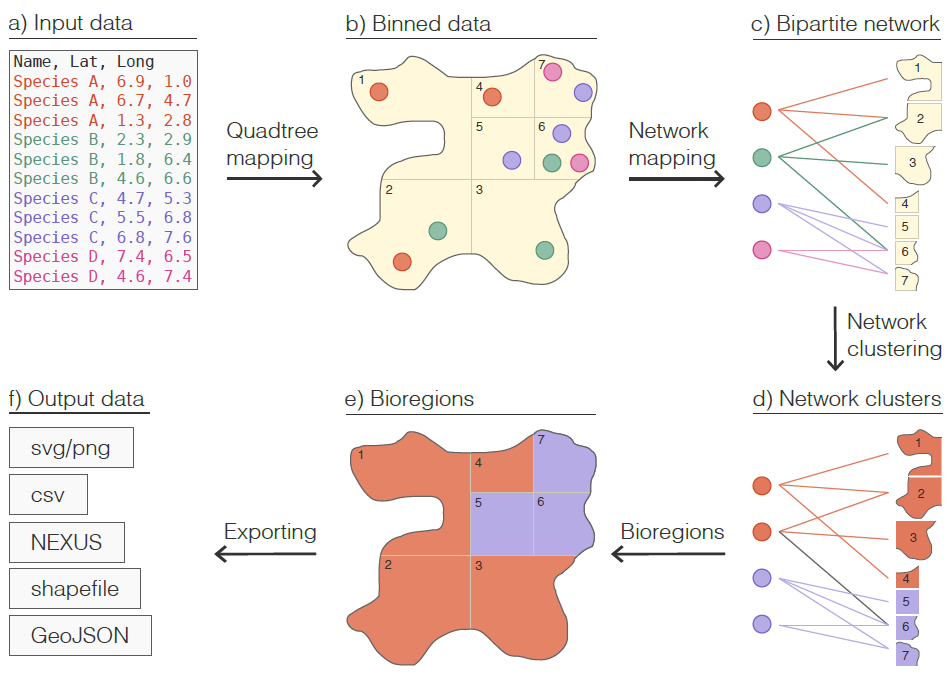 a) Input data
Name, Lat, Long
Species A, 6.9, 1.0
Species A, 6.7, 4.7
Species A, 1.3, 2.8
Species B, 2.3, 2.9
Species B, 1.8, 6.4
Species B, 4.6, 6.6
Species C, 4.7, 5.3
Species C, 5.5, 6.8
Species C, 6.8, 7.6
Species D, 7.4, 6.5
Species D, 4.6, 7.4
Quadtree
mapping
b) Binned data
1
4
7
5
6
2
3
Network
mapping
c) Bipartite network
1
2
3
4
5
6
7
Network
clustering
d) Network clusters
1
2
3
4
5
6
7
Bioregions
e) Bioregions
1
4
7
5
6
2
3
Exporting
f) Output data
svg/png
csv
NEXUS
shapefile
GeoJSON